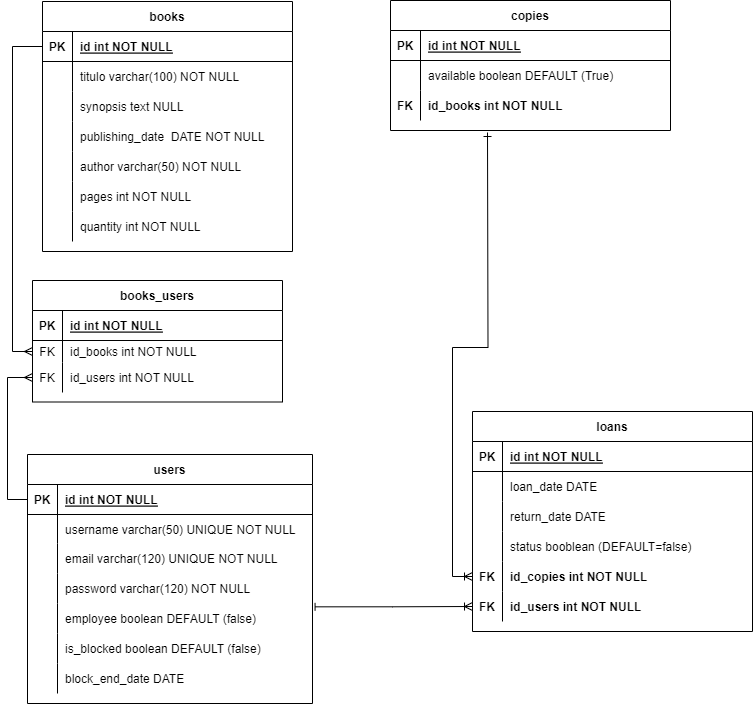 books
PK id int NOT NULL
titulo varchar(100) NOT NULL
synopsis text NULL
publishing_date DATE NOT NULL
author varchar(50) NOT NULL
pages int NOT NULL
quantity int NOT NULL
copies
PK id int NOT NULL
available boolean DEFAULT (True)
FK id_books int NOT NULL
books_users
PK id int NOT NULL
FK id_books int NOT NULL
FK id_users int NOT NULL
users
PK id int NOT NULL
username varchar(50) UNIQUE NOT NULL
email varchar(120) UNIQUE NOT NULL
password varchar(120) NOT NULL
employee boolean DEFAULT (false)
is_blocked boolean DEFAULT (false)
block_end_date DATE
loans
PK id int NOT NULL
loan_date DATE
return_date DATE
status booblean (DEFAULT=false)
FK id_copies int NOT NULL
FK id_users int NOT NULL